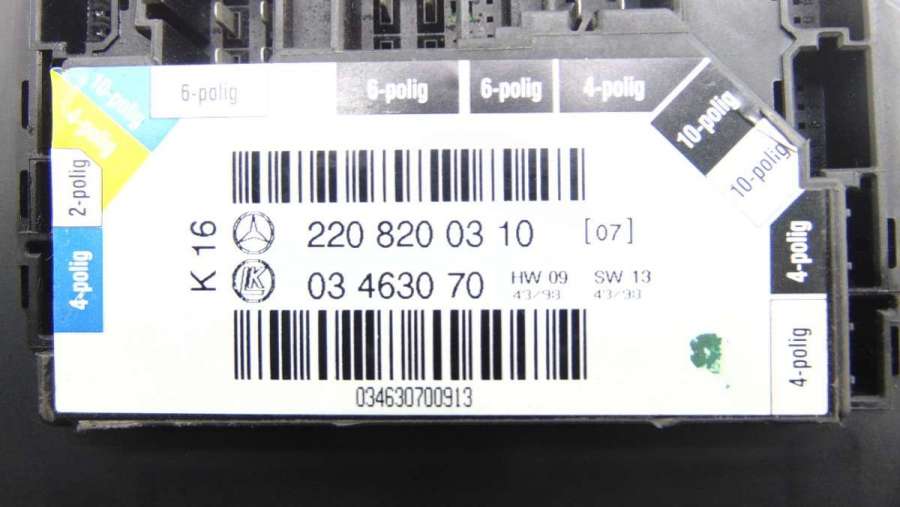 10-polig
4-polig
2-polig
4-polig
6-polig
6-polig
6-polig
4-polig
10-polig
10-polig
4-polig
4-polig
K 16
220 820 03 10 [07]
03 4630 70 HW 09 SW 13
43/98 43/98
034630700913